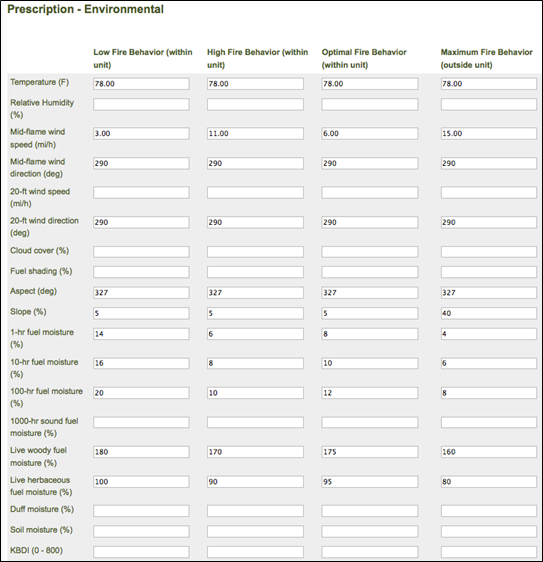 Prescription - Environmental
Low Fire Behavior (within High Fire Behavior (within Optimal Fire Behavior Maximum Fire Behavior
unit) unit) (within unit) (outside unit)
Temperature (F) 78.00 78.00 78.00 78.00
Relative Humidity
(%)
Mid-flame wind 3.00 11.00 6.00 15.00
speed (mi/h)
Mid-flame wind 290 290 290 290
direction (deg)
20-ft wind speed
(mi/h)
20-ft wind direction 290 290 290 290
(deg)
Cloud cover (%)
Fuel shading (%)
Aspect (deg) 327 327 327 327
Slope (%) 5 5 5 40
1-hr fuel moisture 14 6 8 4
(%)
10-hr fuel moisture 16 8 10 6
(%)
100-hr fuel moisture 20 10 12 8
(%)
1000-hr sound fuel
moisture (%)
Live woody fuel 180 170 175 160
moisture (%)
Live herbaceous 100 90 95 80
fuel moisture (%)
Duff moisture (%)
Soil moisture (%)
KBDI (0 - 800)